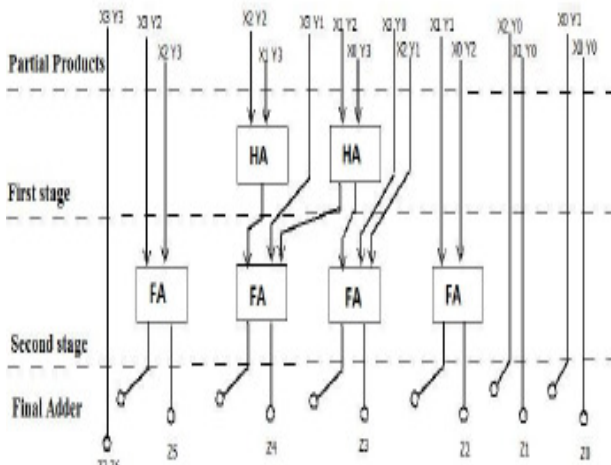 X3 Y3
X3 Y2
X2 Y3
X2 Y2
X1 Y3
X3 Y1
X1 Y2
X0 Y3
X2 Y1
X1 Y1
X0 Y2
X2 Y0
X1 Y0
X0 Y1
X0 Y0
Partial Products
HA
HA
First stage
FA
FA
FA
FA
Second stage
Final Adder
Z5
Z4
Z3
Z2
Z1
Z0